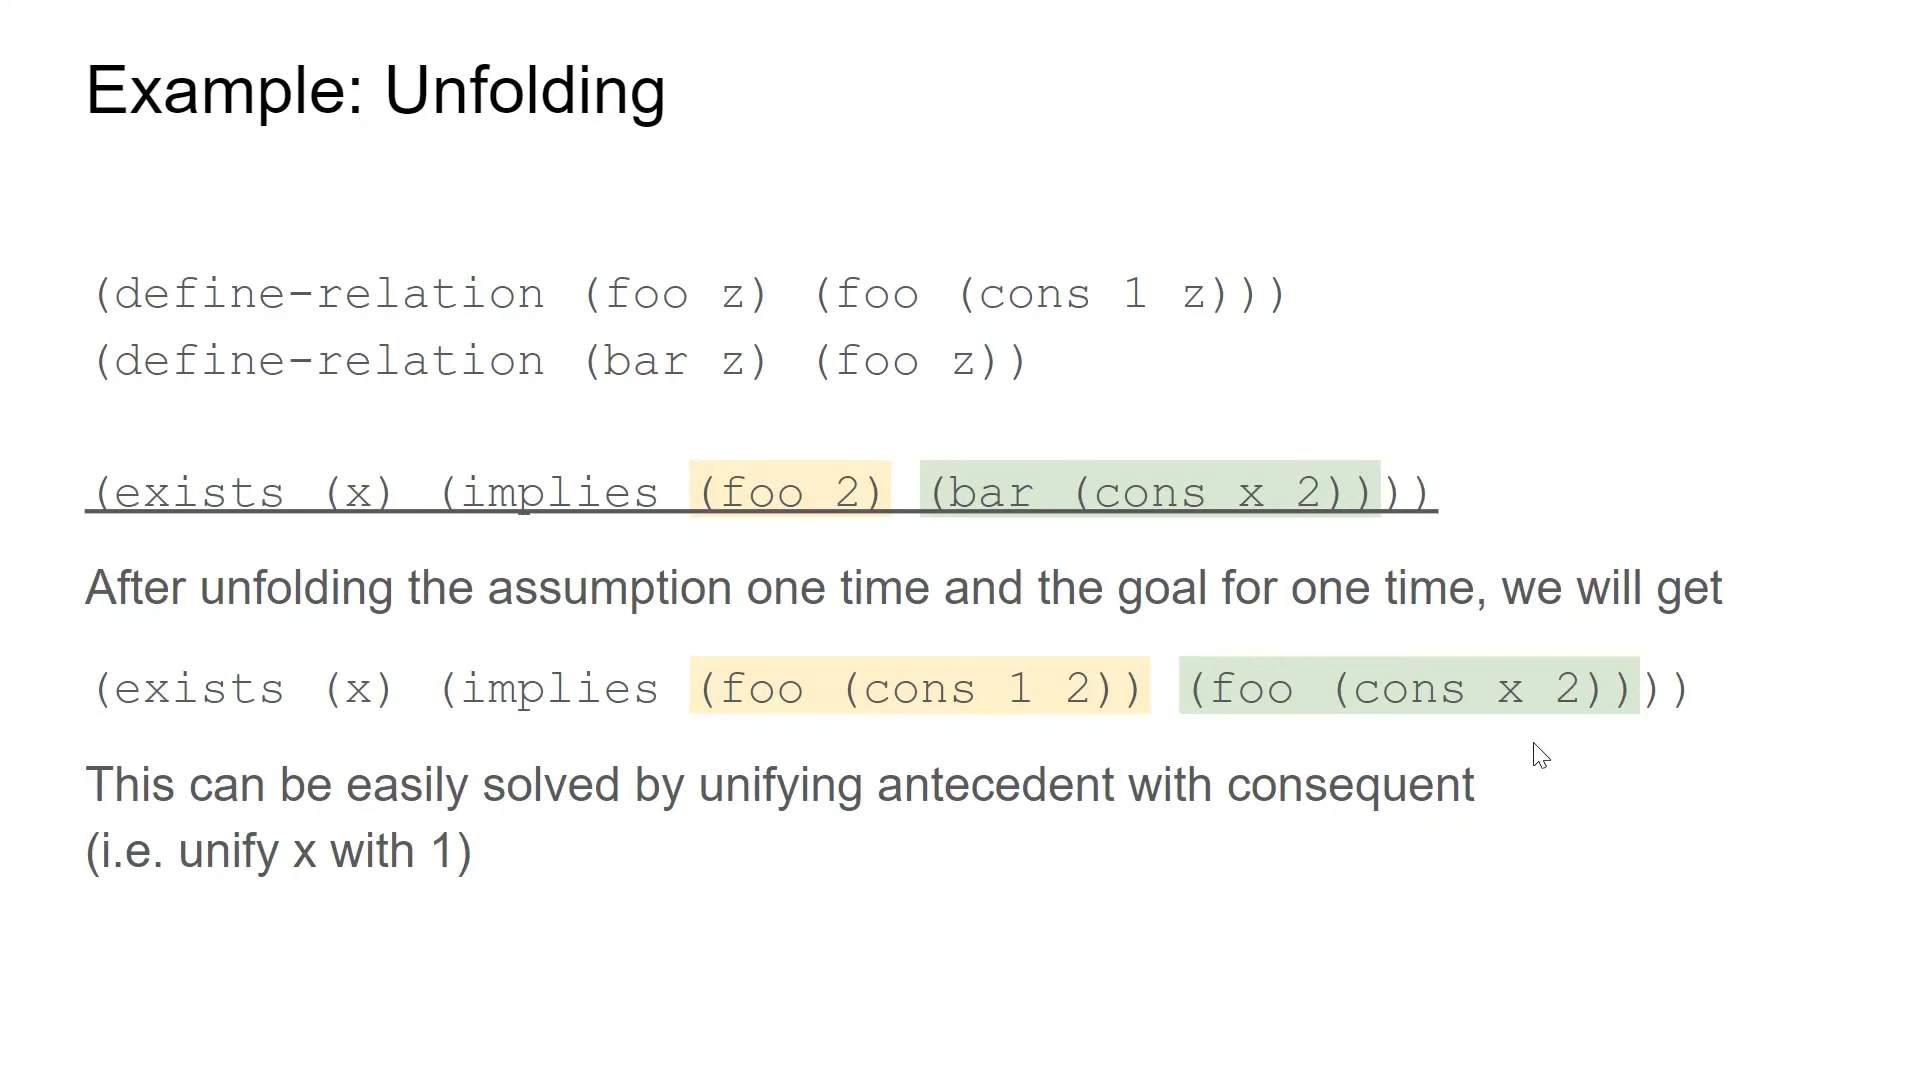 Example: Unfolding
(define-relation (foo z) (foo (cons 1 z)))
(define-relation (bar z) (foo z))
(exists (x) (implies (foo 2) (bar (cons x 2))))
After unfolding the assumption one time and the goal for one time, we will get
(exists (x) (implies (foo (cons 1 2)) (foo (cons x 2))))
This can be easily solved by unifying antecedent with consequent
(i.e. unify x with 1)